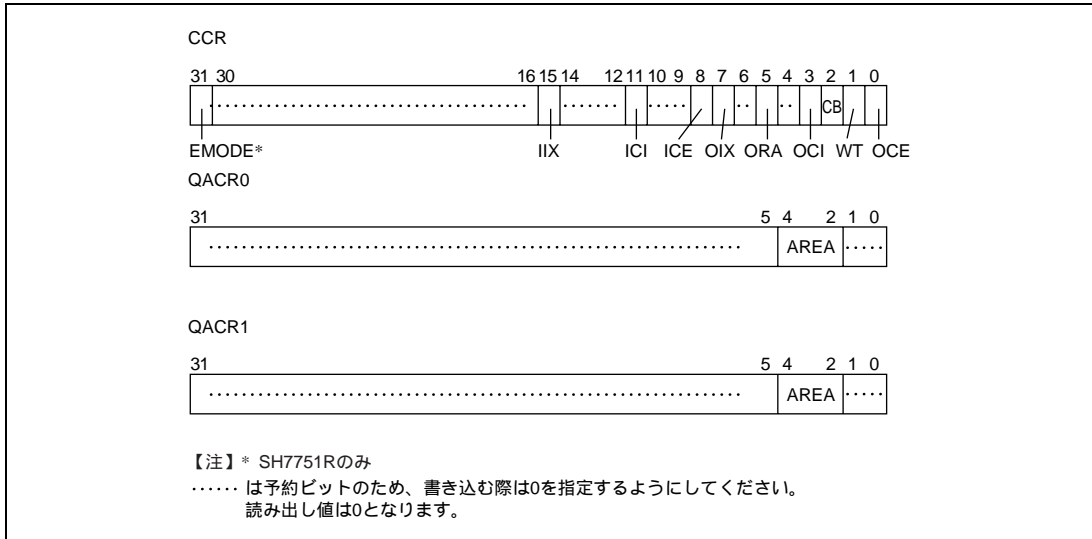 CCR
31 30 16 15 14 12 11 10 9 8 7 6 5 4 3 2 1 0
CB
EMODE* IIX ICI ICE OIX ORA OCI WT OCE
QACR0
31 5 4 2 1 0
AREA
QACR1
31 5 4 2 1 0
AREA
【注】* SH7751Rのみ
・・・・・・ は予約ビットのため、書き込む際は0を指定するようにしてください。
読み出し値は0となります。